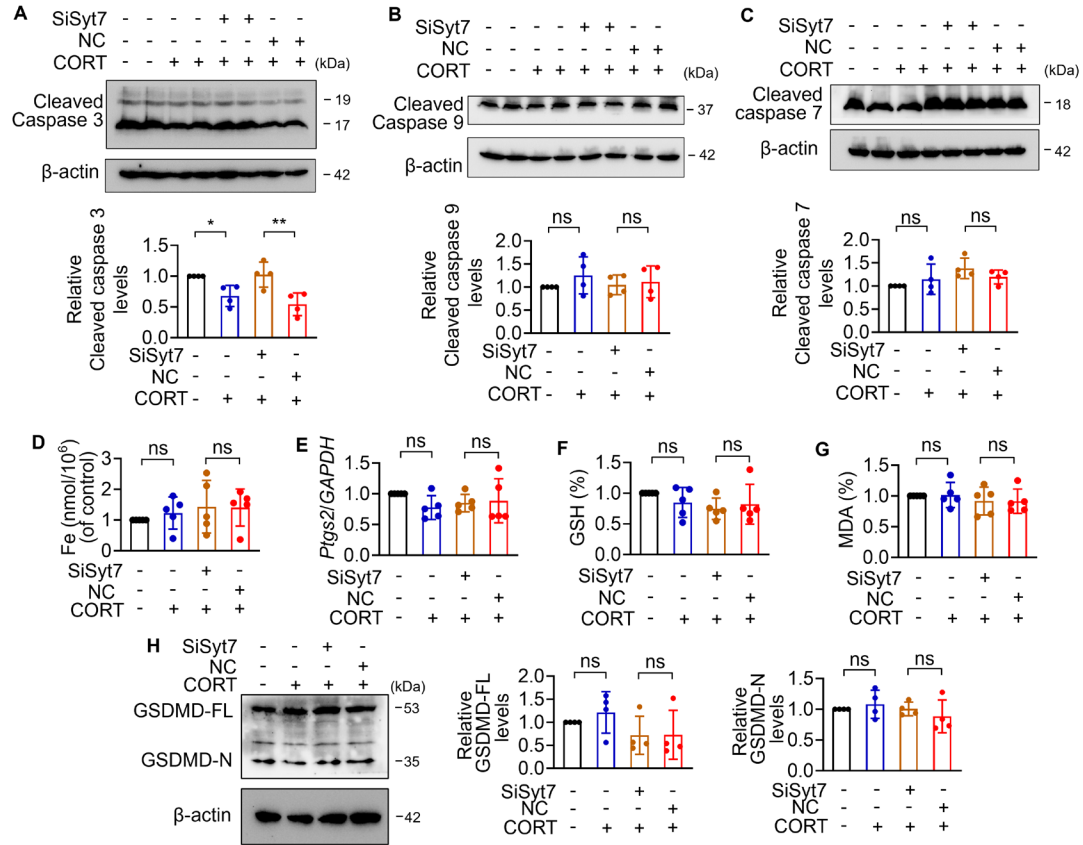 A
SiSyt7 - - - - + + - -
NC - - - - - - + +
CORT - - + + + + + + (kDa)
Cleaved
Caspase 3
- 19
- 17
β-actin
- 42
Relative
Cleaved caspase 3
levels
1.5
1.0
0.5
0.0
*
**
SiSyt7 - - + -
NC - - - +
CORT - + + +
B
SiSyt7 - - - - + + - -
NC - - - - - - + +
CORT - - + + + + + + (kDa)
Cleaved
Caspase 9
- 37
β-actin
- 42
Relative
Cleaved caspase 9
levels
2.0
1.5
1.0
0.5
0.0
ns
ns
SiSyt7 - - + -
NC - - - +
CORT - + + +
C
SiSyt7 - - - - + + - -
NC - - - - - - + +
CORT - - + + + + + + (kDa)
Cleaved
caspase 7
- 18
β-actin
- 42
Relative
Cleaved caspase 7
levels
2.0
1.5
1.0
0.5
0.0
ns
ns
SiSyt7 - - + -
NC - - - +
CORT - + + +
D
Fe (nmol/10⁶)
(of control)
3
2
1
0
ns
ns
SiSyt7 - - + -
NC - - - +
CORT - + + +
E
Ptgs2/GAPDH
1.5
1.0
0.5
0.0
ns
ns
SiSyt7 - - + -
NC - - - +
CORT - + + +
F
GSH (%)
1.5
1.0
0.5
0.0
ns
ns
SiSyt7 - - + -
NC - - - +
CORT - + + +
G
MDA (%)
1.5
1.0
0.5
0.0
ns
ns
SiSyt7 - - + -
NC - - - +
CORT - + + +
H
SiSyt7 - - + -
NC - - - +
CORT - + + + (kDa)
GSDMD-FL
-53
GSDMD-N
-35
β-actin
-42
Relative
GSDMD-FL
levels
2.0
1.5
1.0
0.5
0.0
ns
ns
SiSyt7 - - + -
NC - - - +
CORT - + + +
Relative
GSDMD-N
levels
1.5
1.0
0.5
0.0
ns
ns
SiSyt7 - - + -
NC - - - +
CORT - + + +